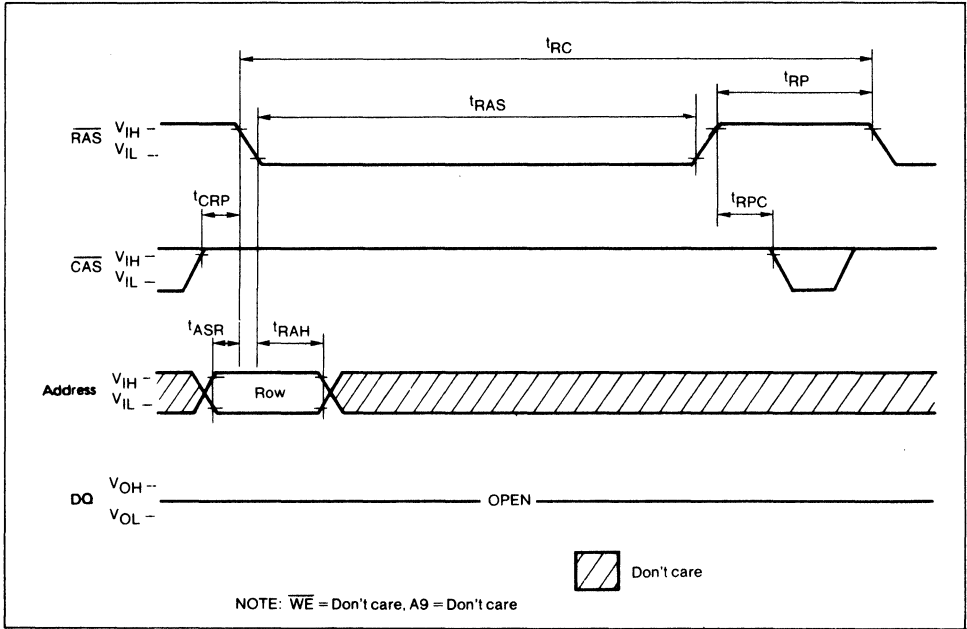 tRC
tRP
tRAS
RAS VIH
VIL
tCRP
tRPC
CAS VIH
VIL
tASR
tRAH
Address VIH
VIL
Row
DQ VOH
VOL
OPEN
Don't care
NOTE: WE = Don't care, A9 = Don't care